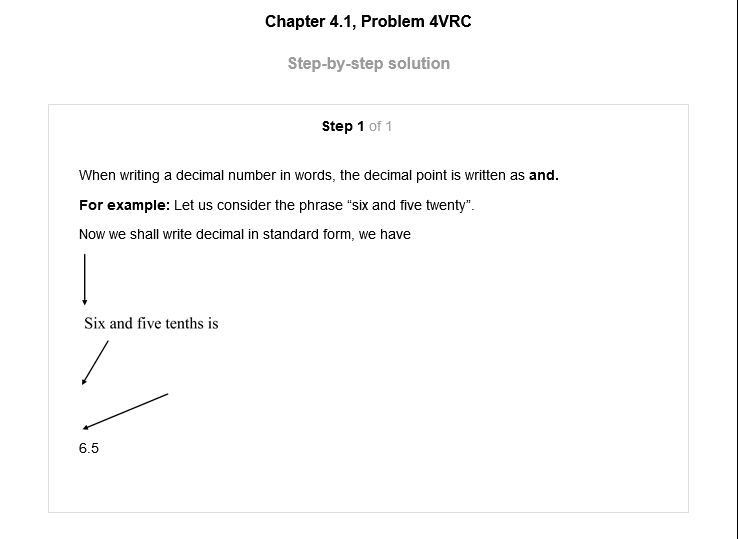 Chapter 4.1, Problem 4VRC
Step-by-step solution
Step 1 of 1
When writing a decimal number in words, the decimal point is written as and.
For example: Let us consider the phrase “six and five twenty”.
Now we shall write decimal in standard form, we have
Six and five tenths is
6.5